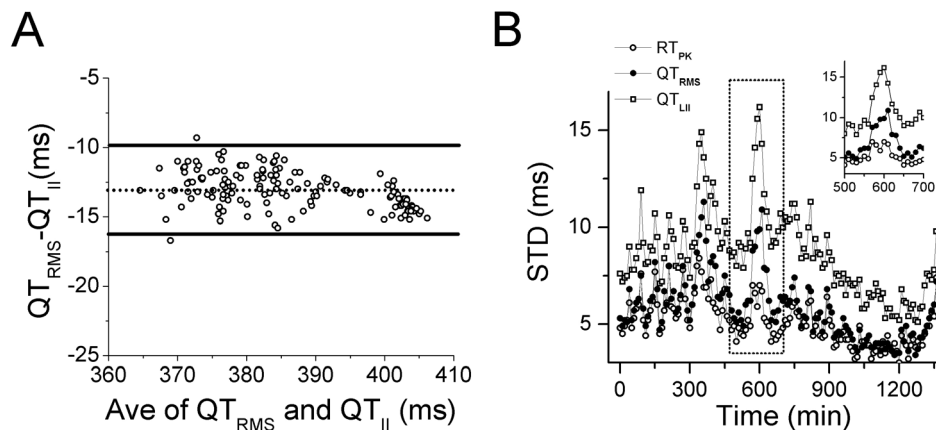 A
QT_RMS-QT_II (ms)
-5
-10
-15
-20
-25
360 370 380 390 400 410
Ave of QT_RMS and QT_II (ms)
B
RT_PK
QT_RMS
QT_LII
STD (ms)
15
10
5
0 300 600 900 1200
Time (min)
15
10
5
500 600 700